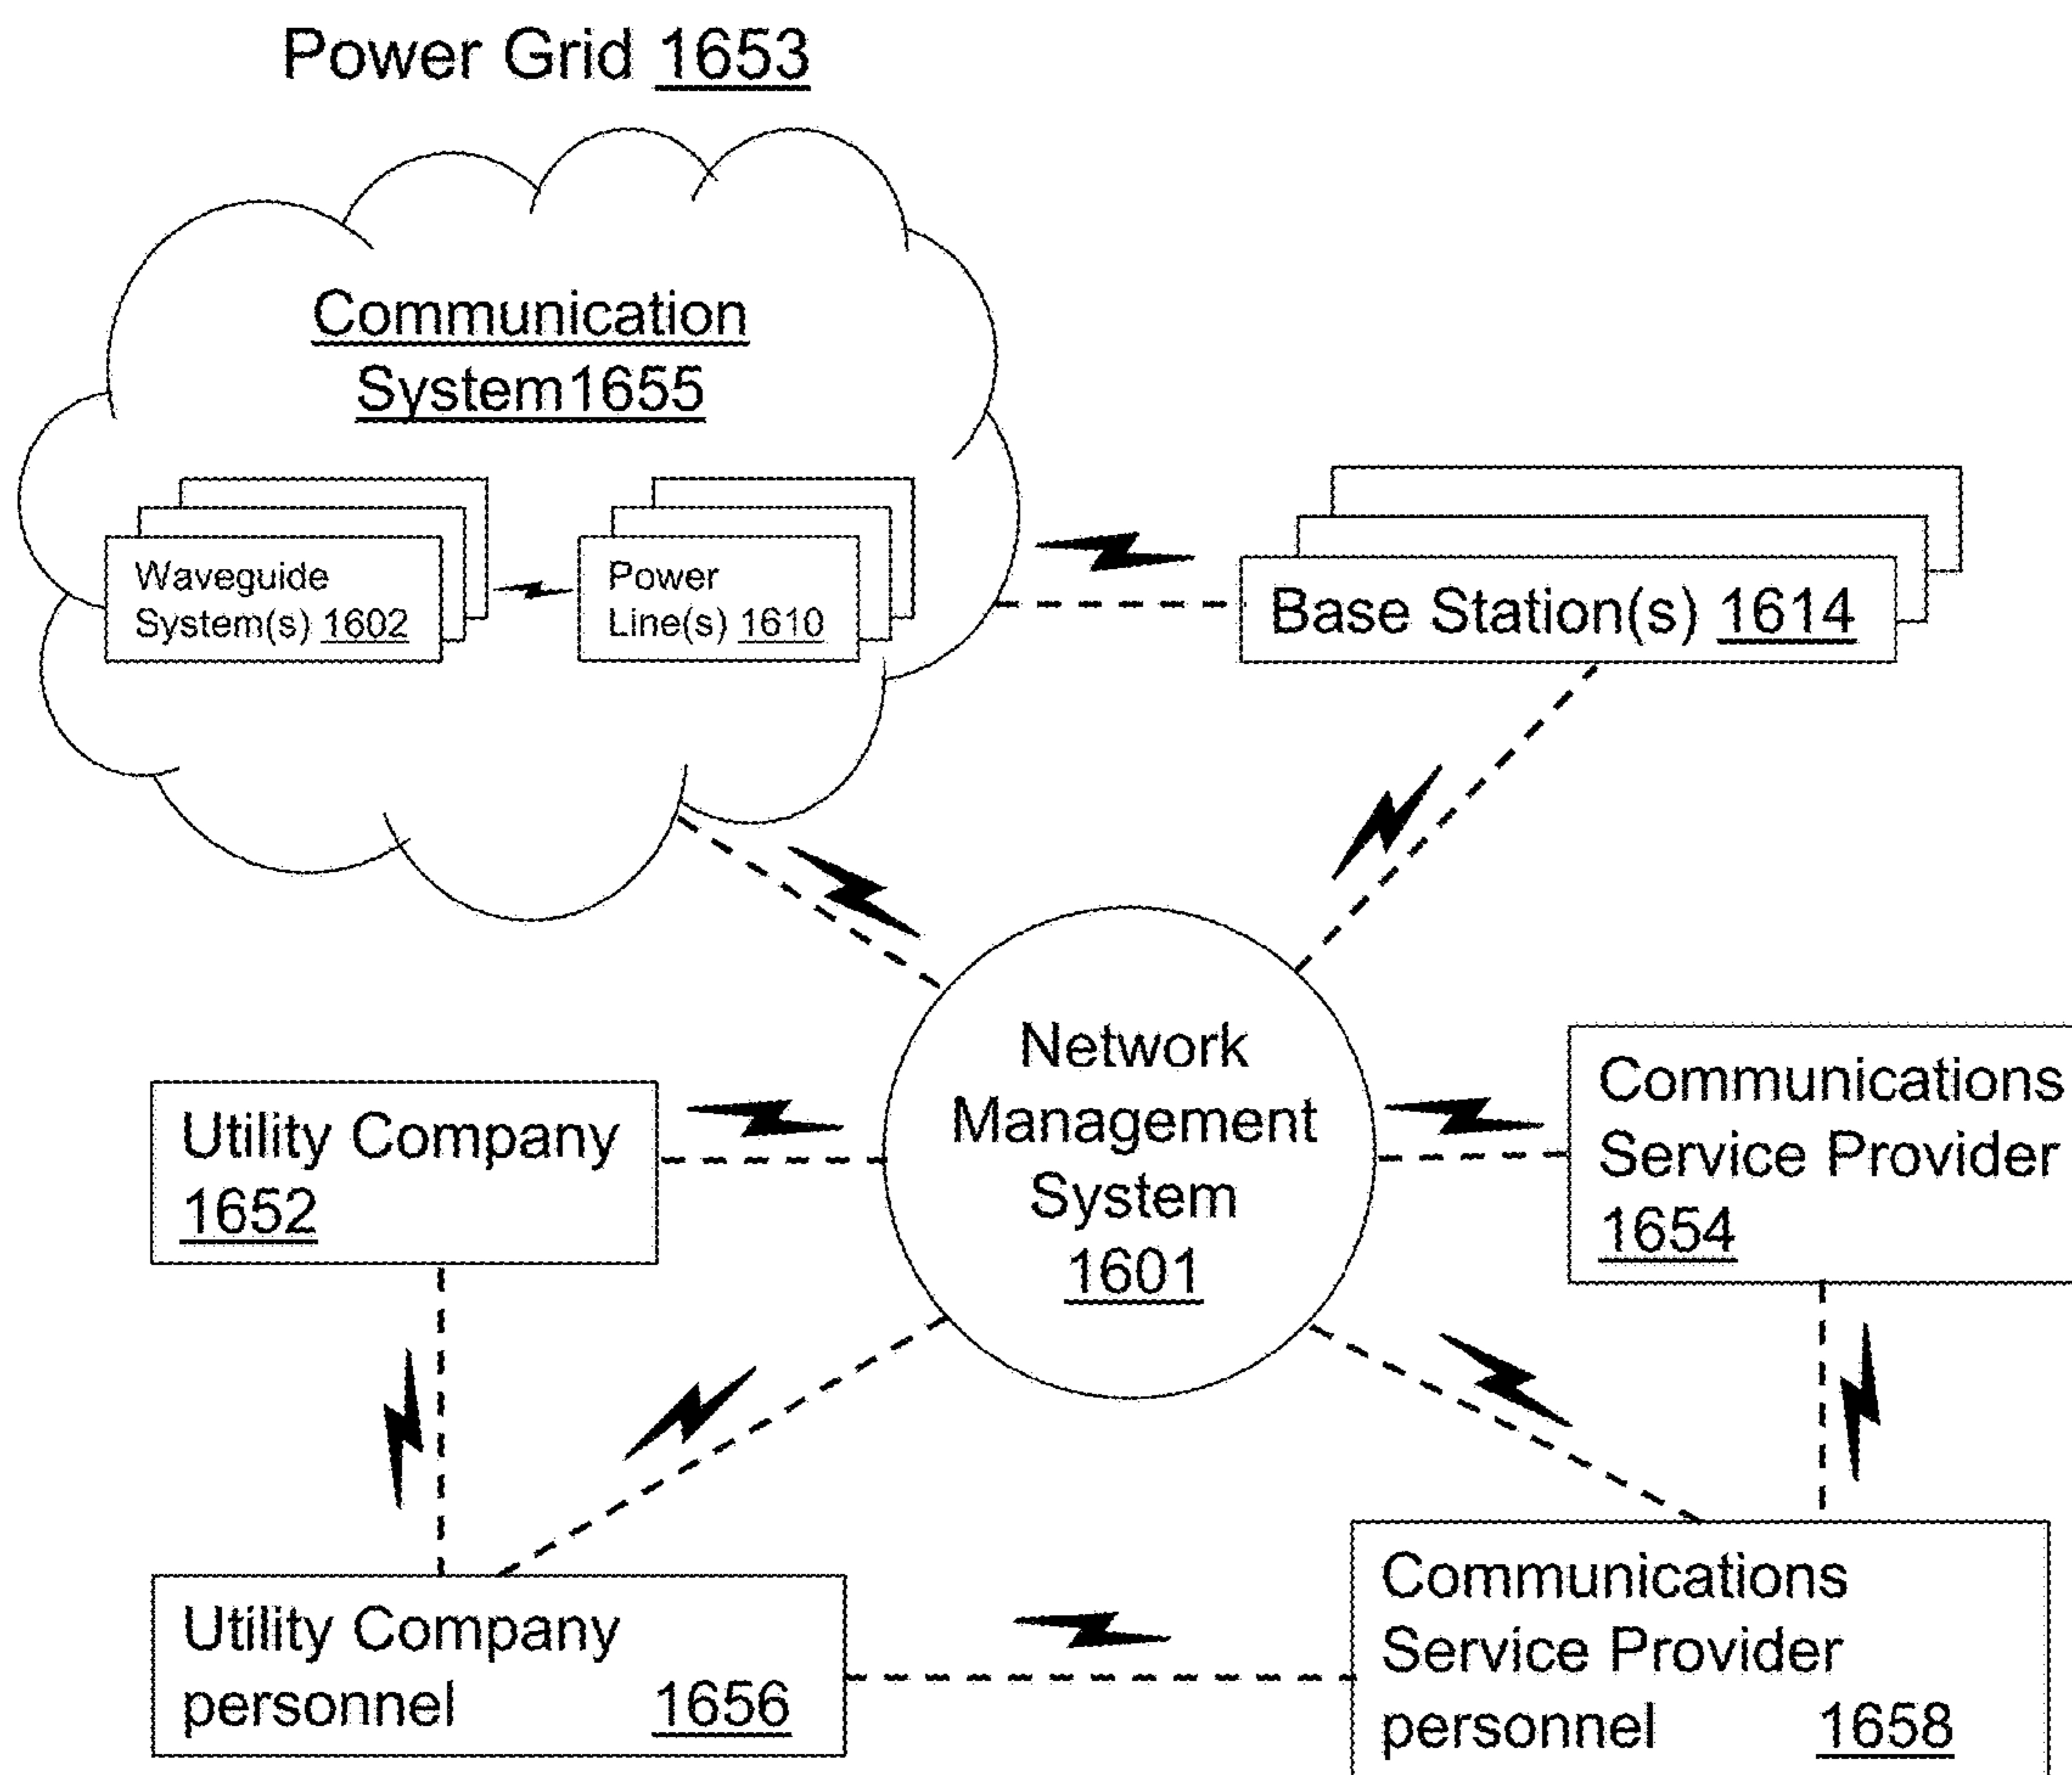 Power Grid 1653
Communication
System1655
Waveguide
System(s) 1602
Power
Line(s) 1610
Base Station(s) 1614
Network
Management
System
1601
Utility Company
1652
Communications
Service Provider
1654
Utility Company
personnel 1656
Communications
Service Provider
personnel 1658